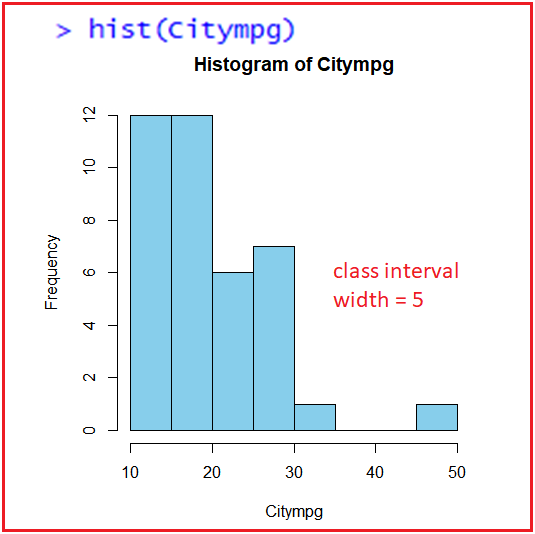 > hist(Citympg)
Histogram of Citympg
12
10
8
6
4
2
0
Frequency
class interval
width = 5
10 20 30 40 50
Citympg